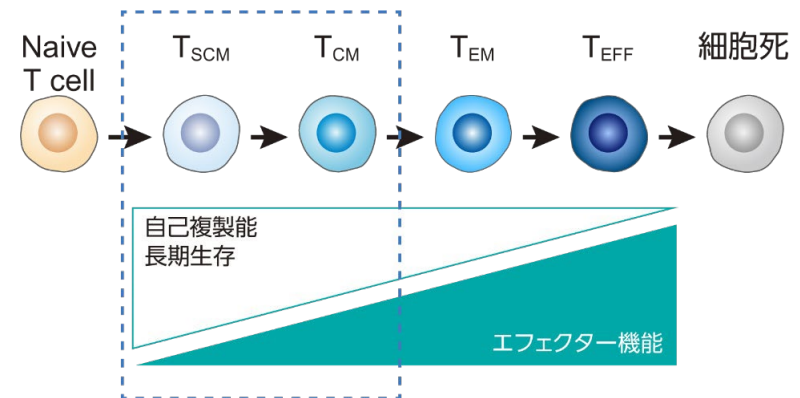 Naive
T cell
TSCM
TCM
TEM
TEFF
細胞死
自己複製能
長期生存
エフェクター機能